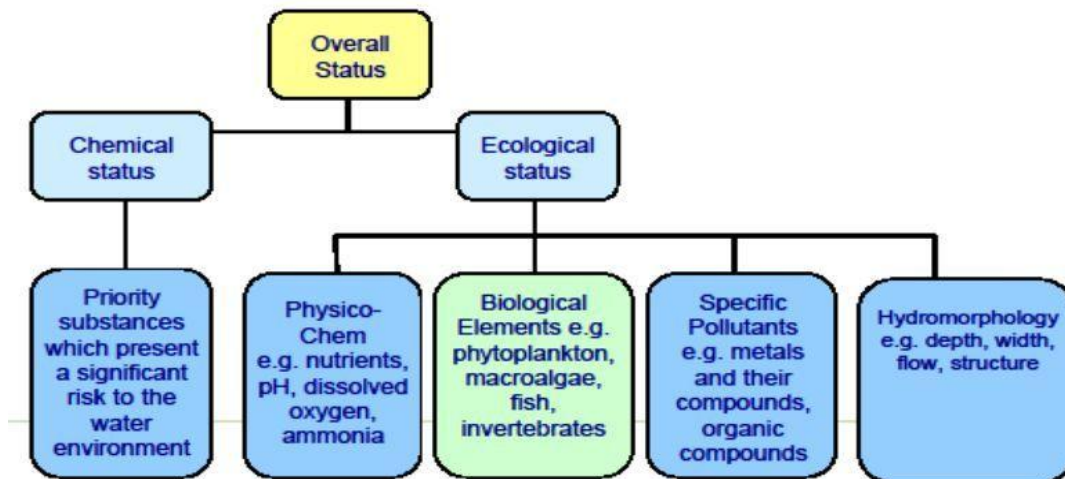 Overall
Status
Chemical
status
Ecological
status
Priority
substances
which present
a significant
risk to the
water
environment
Physico-
Chem
e.g. nutrients,
pH, dissolved
oxygen,
ammonia
Biological
Elements e.g.
phytoplankton,
macroalgae,
fish,
invertebrates
Specific
Pollutants
e.g. metals
and their
compounds,
organic
compounds
Hydromorphology
e.g. depth, width,
flow, structure